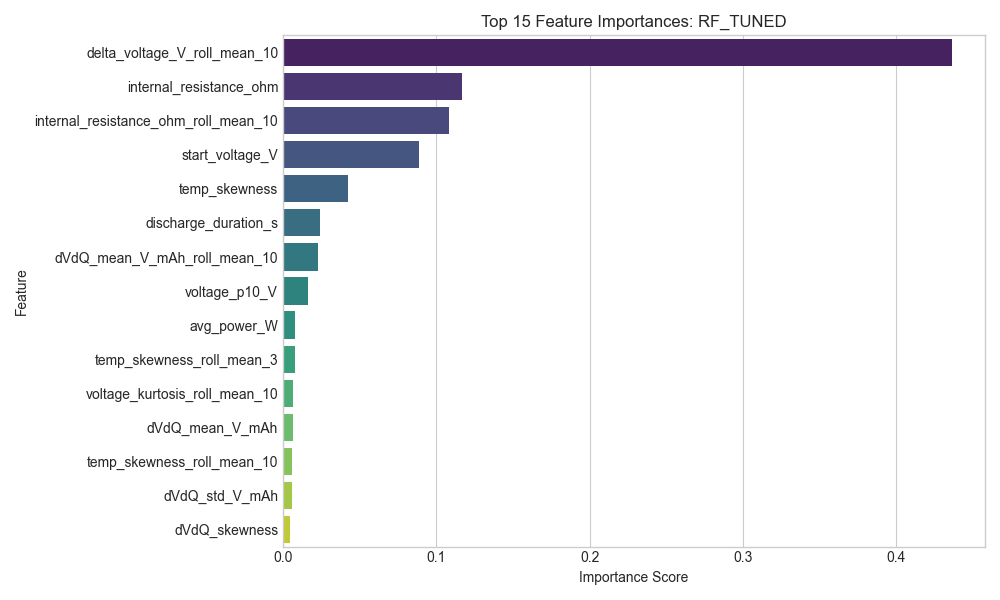 Top 15 Feature Importances: RF_TUNED
delta_voltage_V_roll_mean_10
internal_resistance_ohm
internal_resistance_ohm_roll_mean_10
start_voltage_V
temp_skewness
discharge_duration_s
dVdQ_mean_V_mAh_roll_mean_10
voltage_p10_V
avg_power_W
temp_skewness_roll_mean_3
voltage_kurtosis_roll_mean_10
dVdQ_mean_V_mAh
temp_skewness_roll_mean_10
dVdQ_std_V_mAh
dVdQ_skewness
Feature
0.0 0.1 0.2 0.3 0.4
Importance Score